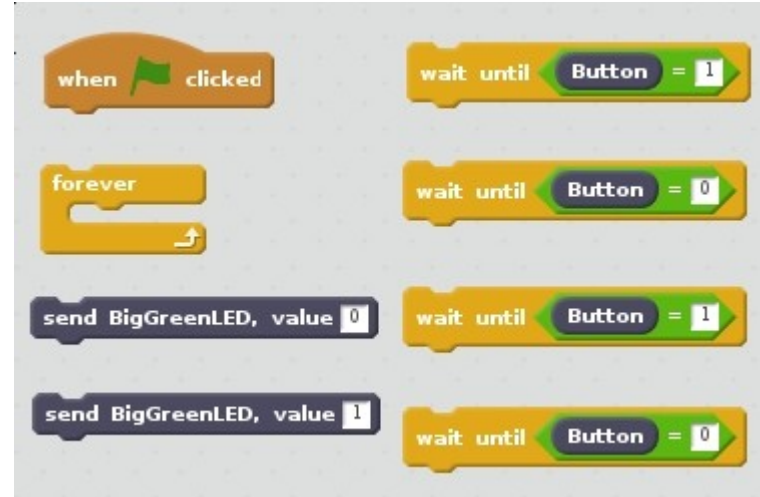 when clicked
forever
send BigGreenLED, value 0
send BigGreenLED, value 1
wait until Button = 1
wait until Button = 0
wait until Button = 1
wait until Button = 0